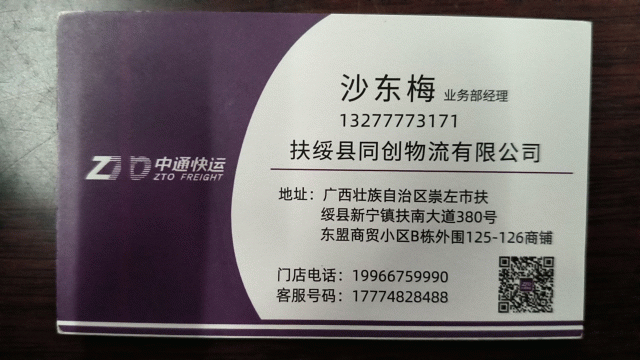 沙东梅 业务部经理
13277773171
扶绥县同创物流有限公司
中通快运
ZTO FREIGHT
地址：广西壮族自治区崇左市扶
绥县新宁镇扶南大道380号
东盟商贸小区B栋外围125-126商铺
门店电话：19966759990
客服号码：17774828488